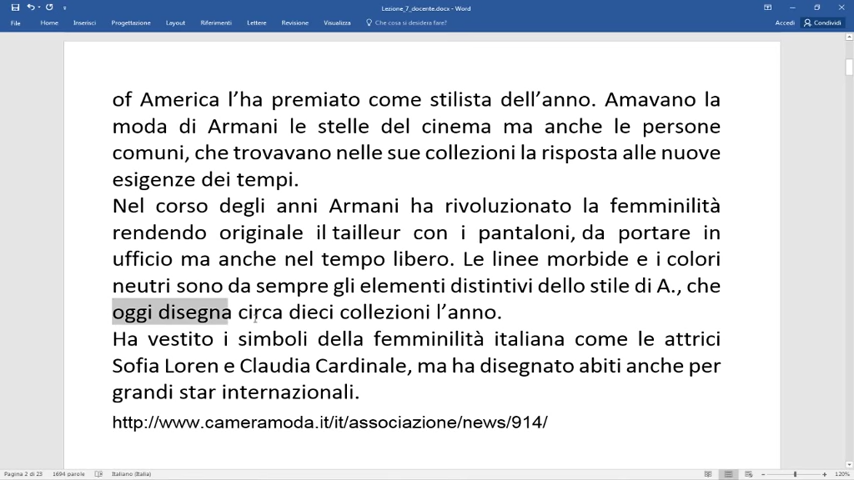 Lezione_7_docente.docx - Word
File Home Inserisci Progettazione Layout Riferimenti Lettere Revisione Visualizza Che cosa si desidera fare? Accedi Condividi
of America l’ha premiato come stilista dell’anno. Amavano la
moda di Armani le stelle del cinema ma anche le persone
comuni, che trovavano nelle sue collezioni la risposta alle nuove
esigenze dei tempi.
Nel corso degli anni Armani ha rivoluzionato la femminilità
rendendo originale il tailleur con i pantaloni, da portare in
ufficio ma anche nel tempo libero. Le linee morbide e i colori
neutri sono da sempre gli elementi distintivi dello stile di A., che
oggi disegna circa dieci collezioni l’anno.
Ha vestito i simboli della femminilità italiana come le attrici
Sofia Loren e Claudia Cardinale, ma ha disegnato abiti anche per
grandi star internazionali.
http://www.cameramoda.it/it/associazione/news/914/
Pagina 2 di 23 1694 parole Italiano (Italia) 120%